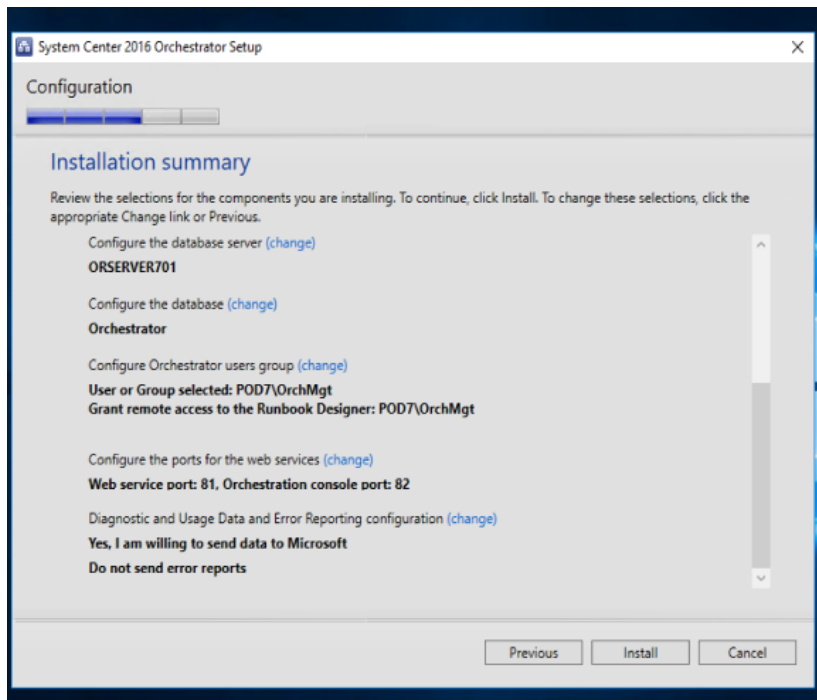 System Center 2016 Orchestrator Setup
Configuration
Installation summary
Review the selections for the components you are installing. To continue, click Install. To change these selections, click the
appropriate Change link or Previous.
Configure the database server (change)
ORSERVER701
Configure the database (change)
Orchestrator
Configure Orchestrator users group (change)
User or Group selected: POD7\OrchMgt
Grant remote access to the Runbook Designer: POD7\OrchMgt
Configure the ports for the web services (change)
Web service port: 81, Orchestration console port: 82
Diagnostic and Usage Data and Error Reporting configuration (change)
Yes, I am willing to send data to Microsoft
Do not send error reports
Previous Install Cancel